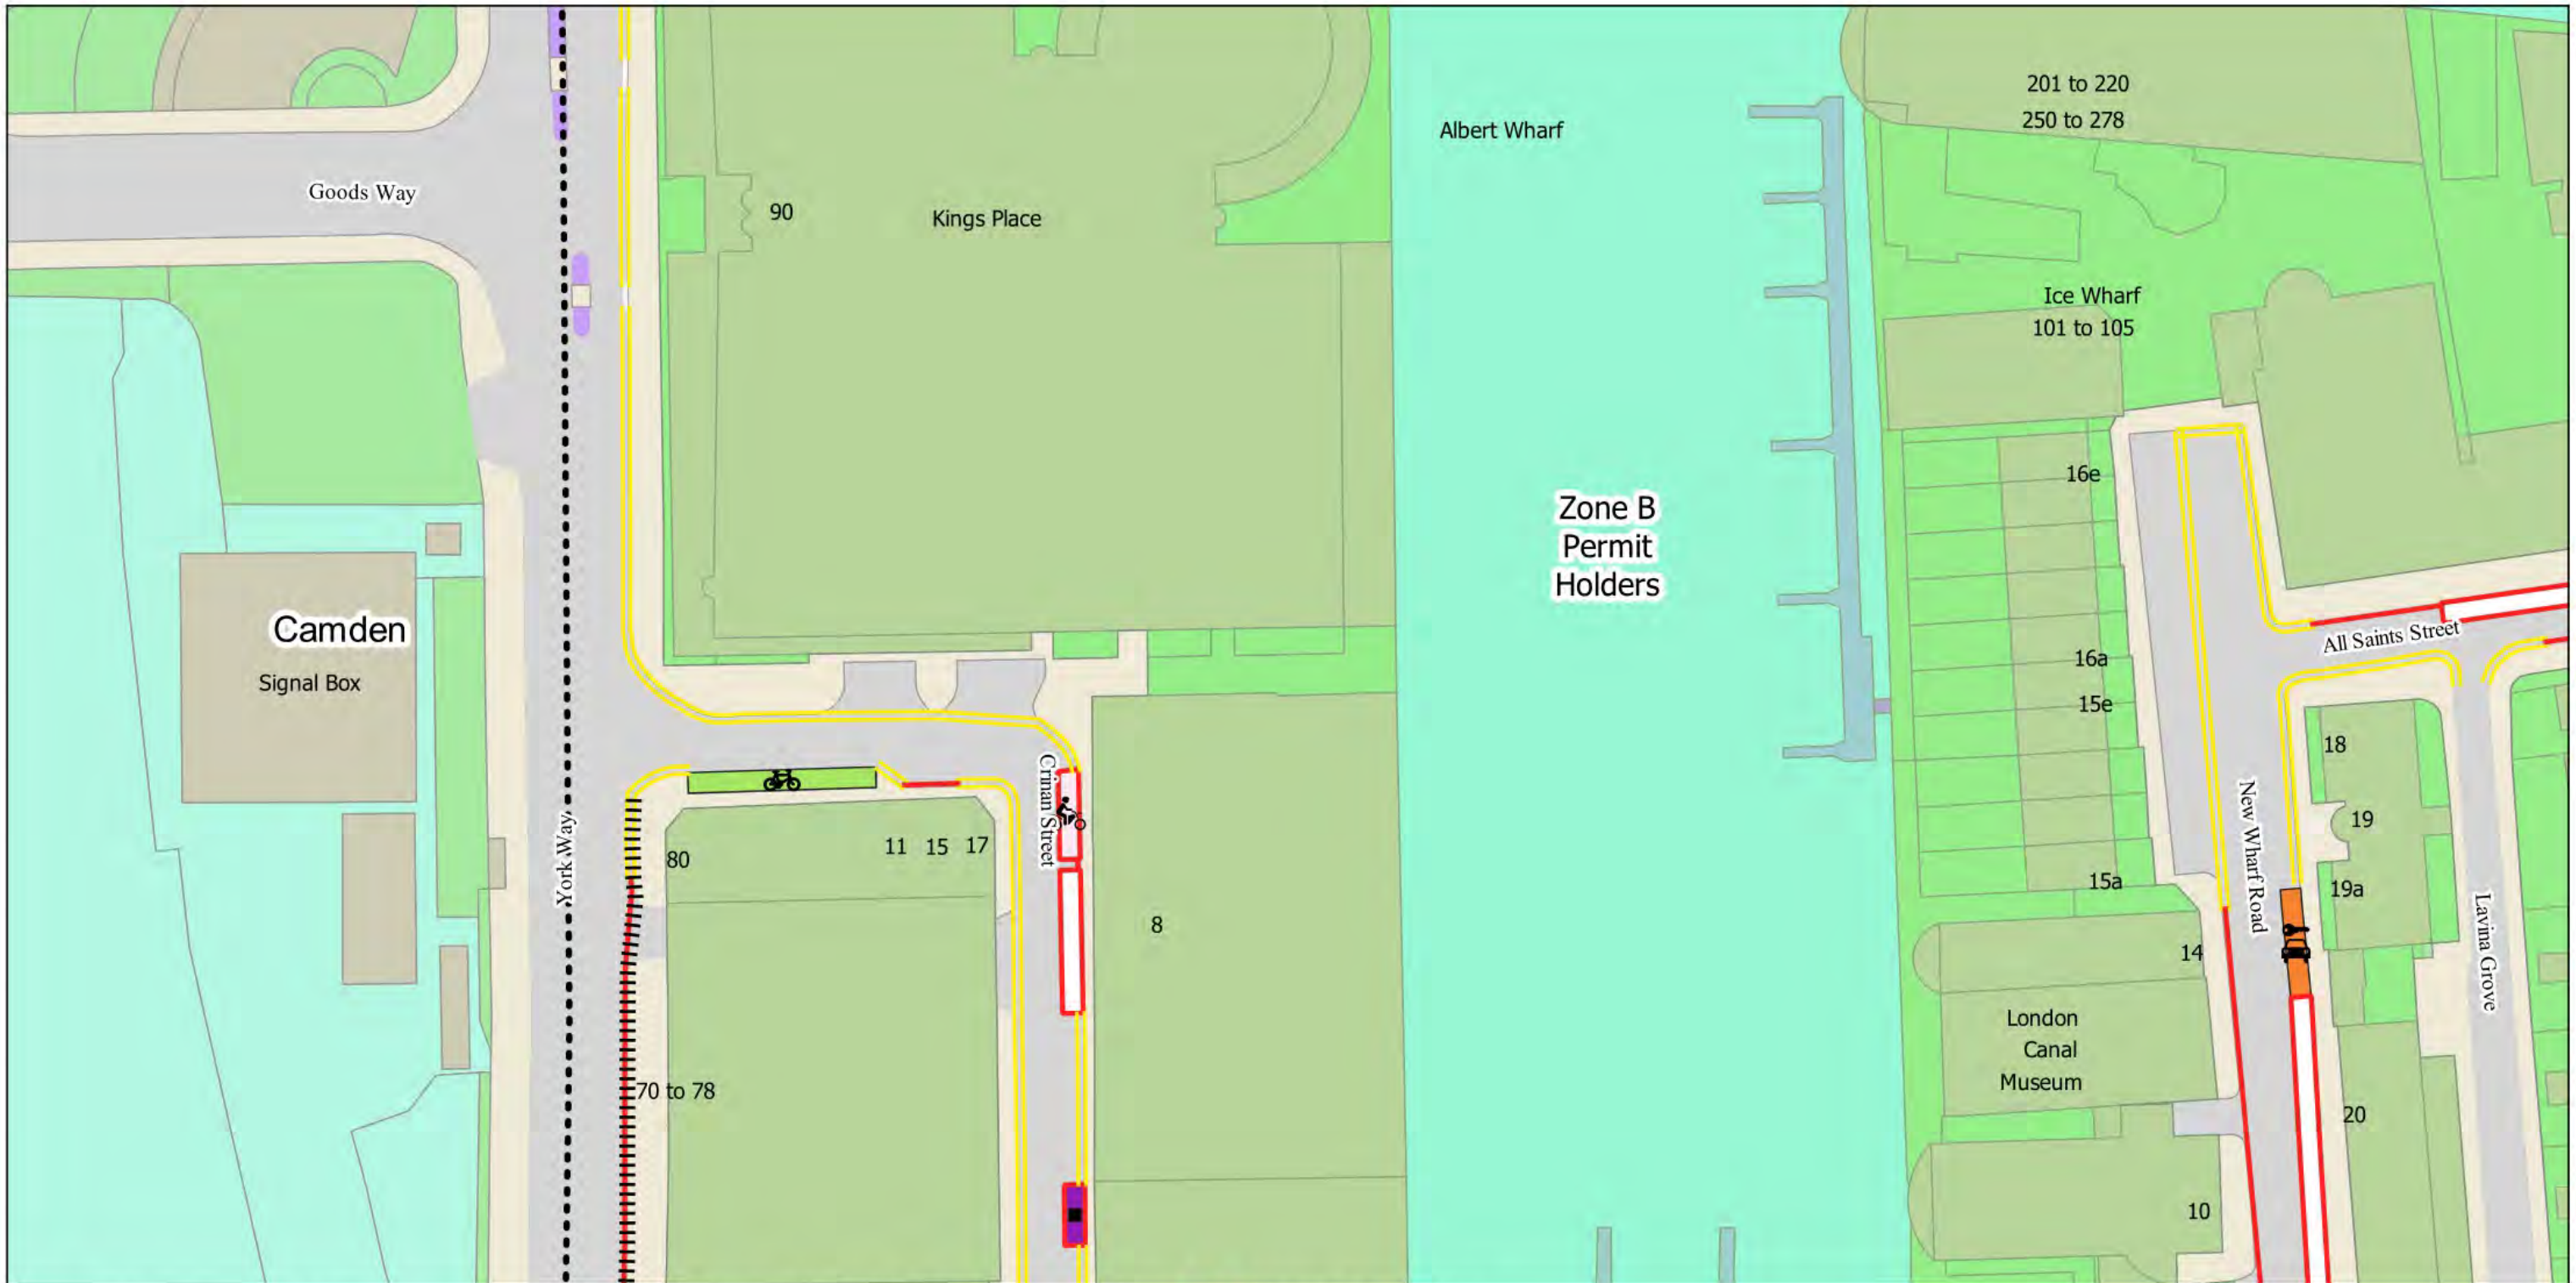 201 to 220
250 to 278
Albert Wharf
Goods Way
90
Kings Place
Ice Wharf
101 to 105
16e
Zone B
Permit
Holders
Camden
Signal Box
All Saints Street
16a
15e
18
19
Crinan Street
New Wharf Road
York Way
80
11
15
17
15a
19a
8
14
Lavina Grove
London
Canal
Museum
70 to 78
20
10